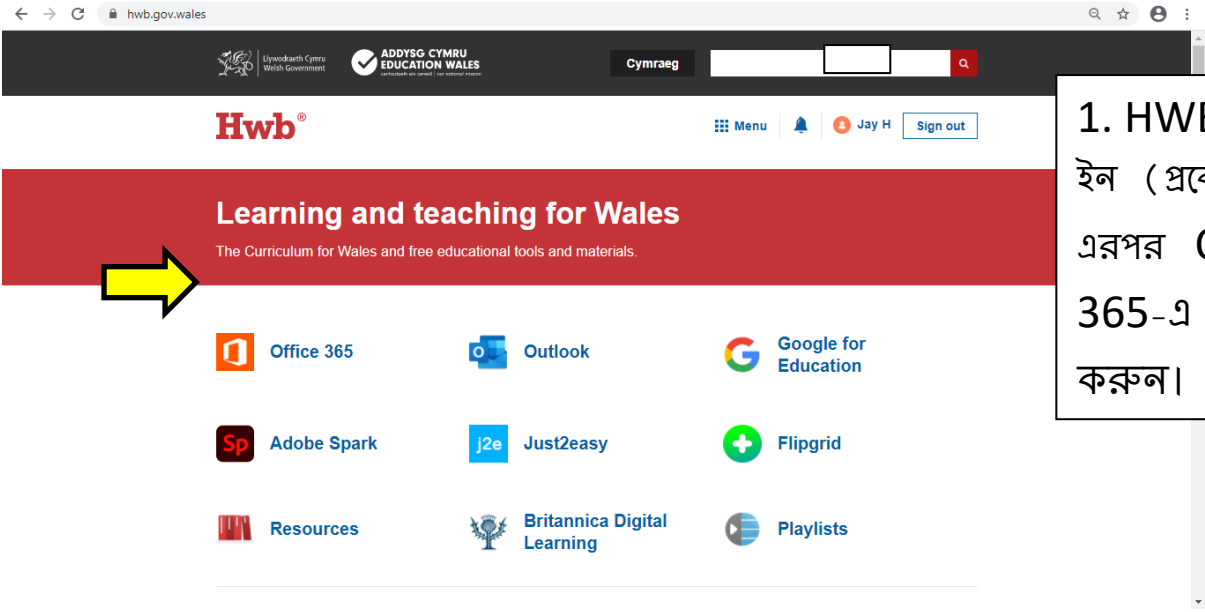 hwb.gov.wales
Llywodraeth Cymru
Welsh Government
ADDYSG CYMRU
EDUCATION WALES
Cymraeg
Hwb®
Menu
Jay H
Sign out
Learning and teaching for Wales
The Curriculum for Wales and free educational tools and materials.
Office 365
Outlook
Google for
Education
Sp
Adobe Spark
j2e
Just2easy
Flipgrid
Resources
Britannica Digital
Learning
Playlists
1.
ইন
এরপর
365-এ
করুন।